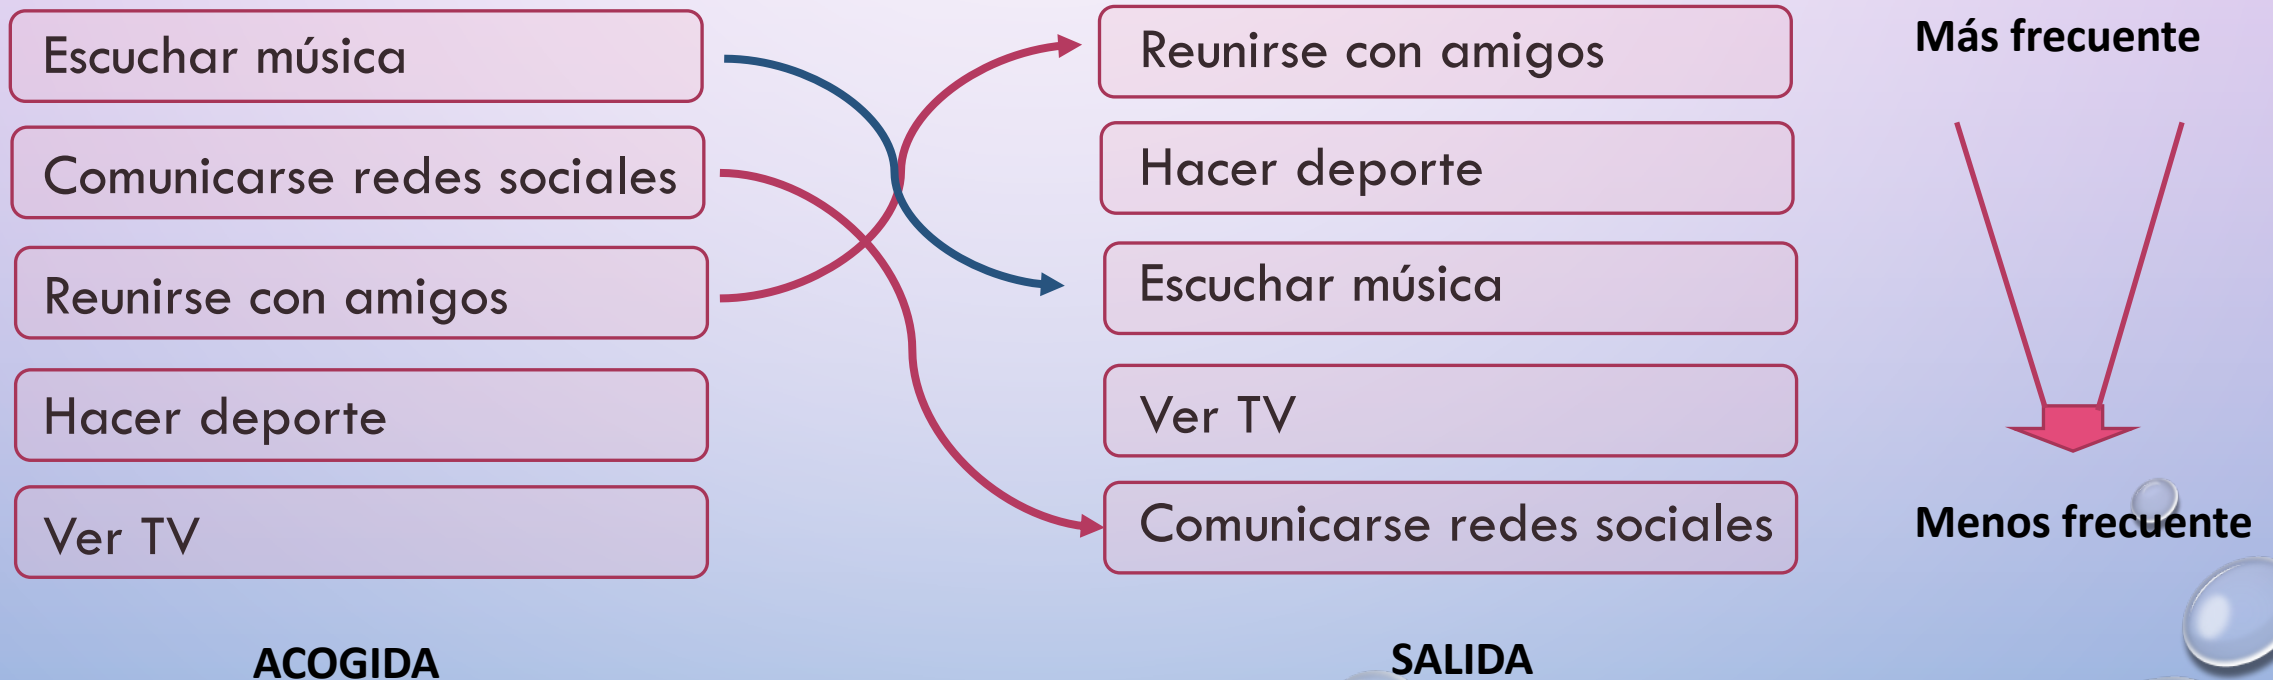 Escuchar música
Comunicarse redes sociales
Reunirse con amigos
Hacer deporte
Ver TV
ACOGIDA
Reunirse con amigos
Hacer deporte
Escuchar música
Ver TV
Comunicarse redes sociales
SALIDA
Más frecuente
Menos frecuente